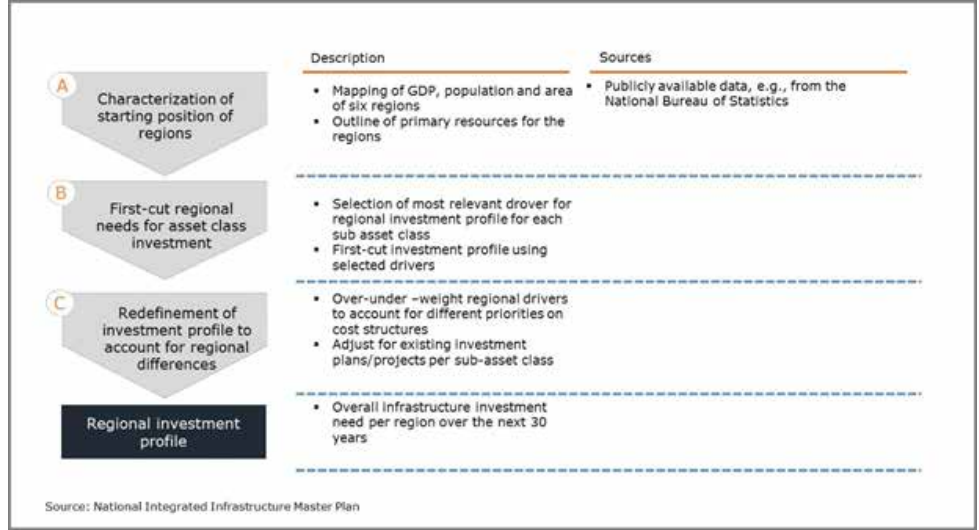 Description
Sources
A
Characterization of
starting position of
regions
▪ Mapping of GDP, population and area
of six regions
▪ Outline of primary resources for the
regions
▪ Publicly available data, e.g., from the
National Bureau of Statistics
B
First-cut regional
needs for asset class
investment
▪ Selection of most relevant drover for
regional investment profile for each
sub asset class
▪ First-cut investment profile using
selected drivers
C
Redefinement of
investment profile to
account for regional
differences
▪ Over-under –weight regional drivers
to account for different priorities on
cost structures
▪ Adjust for existing investment
plans/projects per sub-asset class
Regional investment
profile
▪ Overall infrastructure investment
need per region over the next 30
years
Source: National Integrated Infrastructure Master Plan